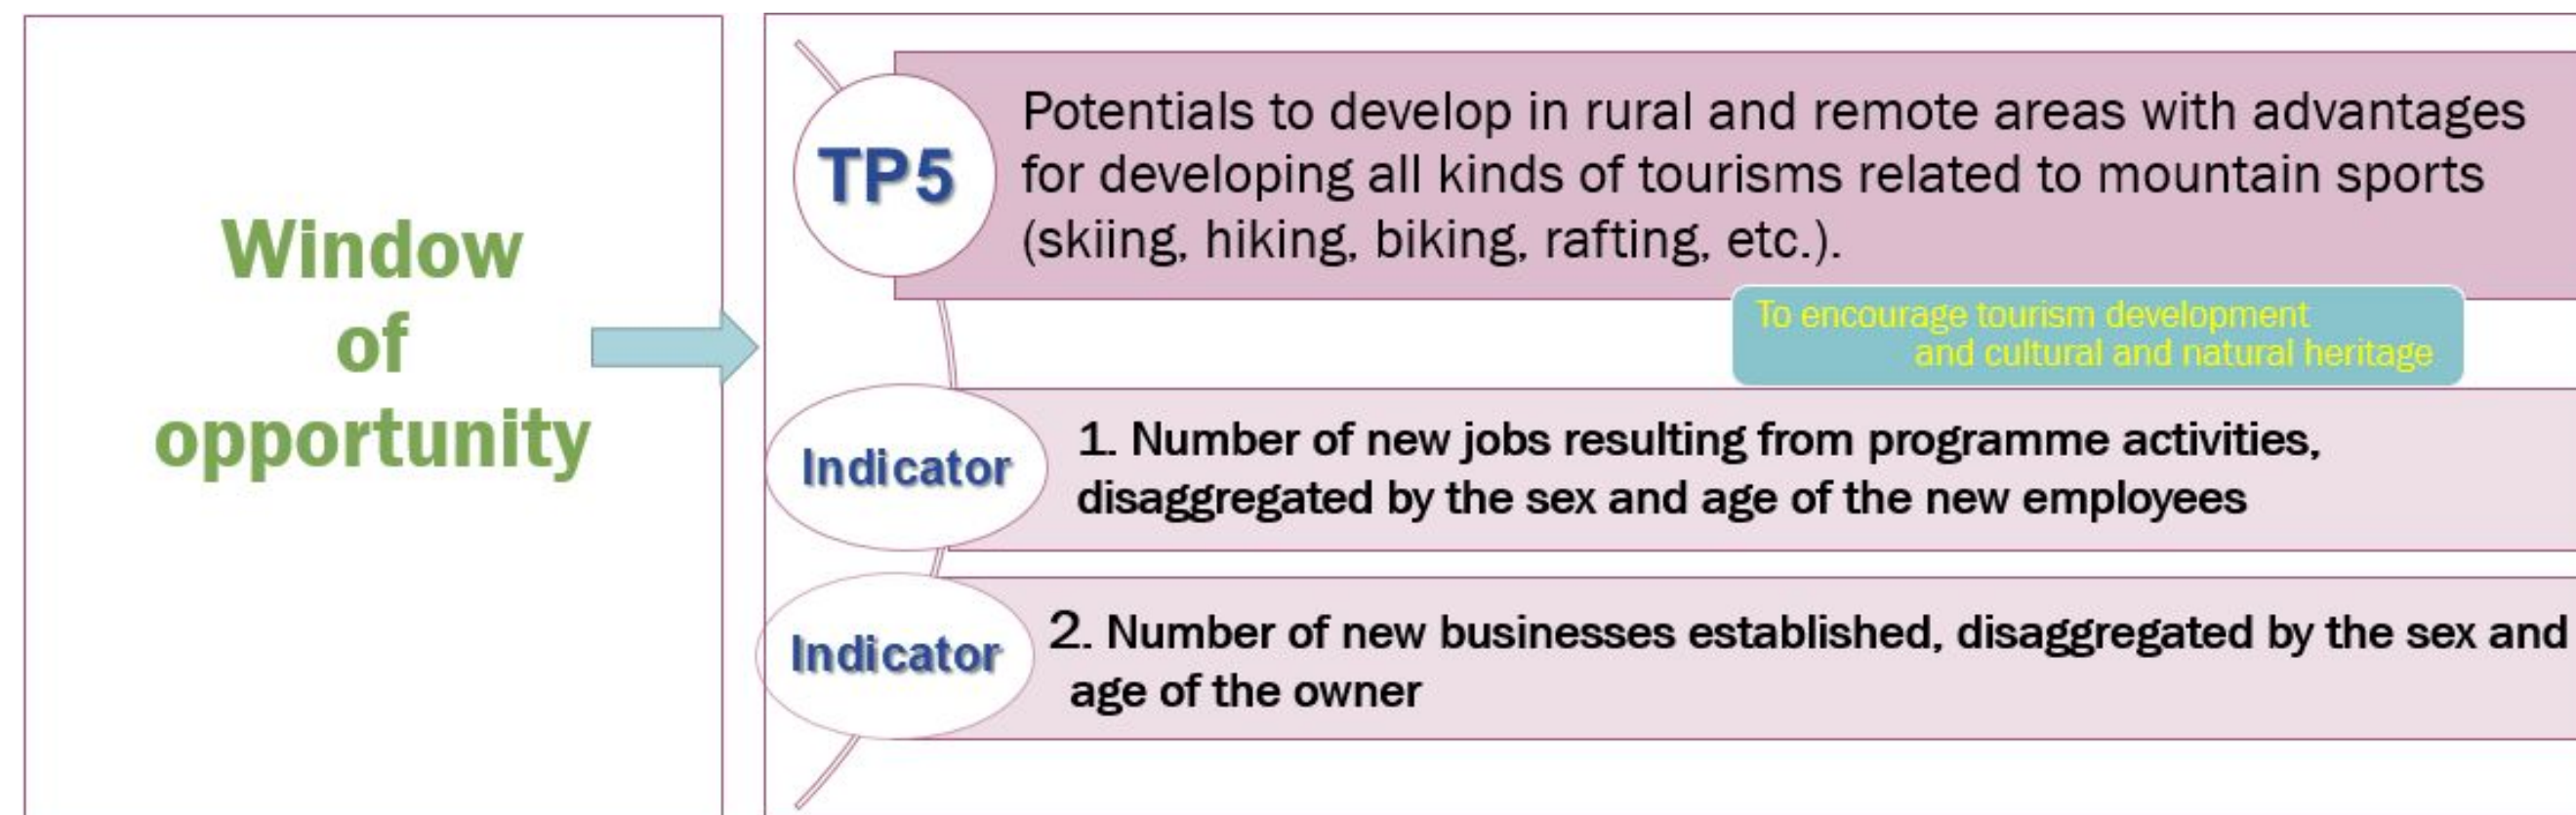 Window
of
opportunity
TP5
Potentials to develop in rural and remote areas with advantages
for developing all kinds of tourisms related to mountain sports
(skiing, hiking, biking, rafting, etc.).
To encourage tourism development
and cultural and natural heritage
Indicator
1. Number of new jobs resulting from programme activities,
disaggregated by the sex and age of the new employees
Indicator
2. Number of new businesses established, disaggregated by the sex and
age of the owner